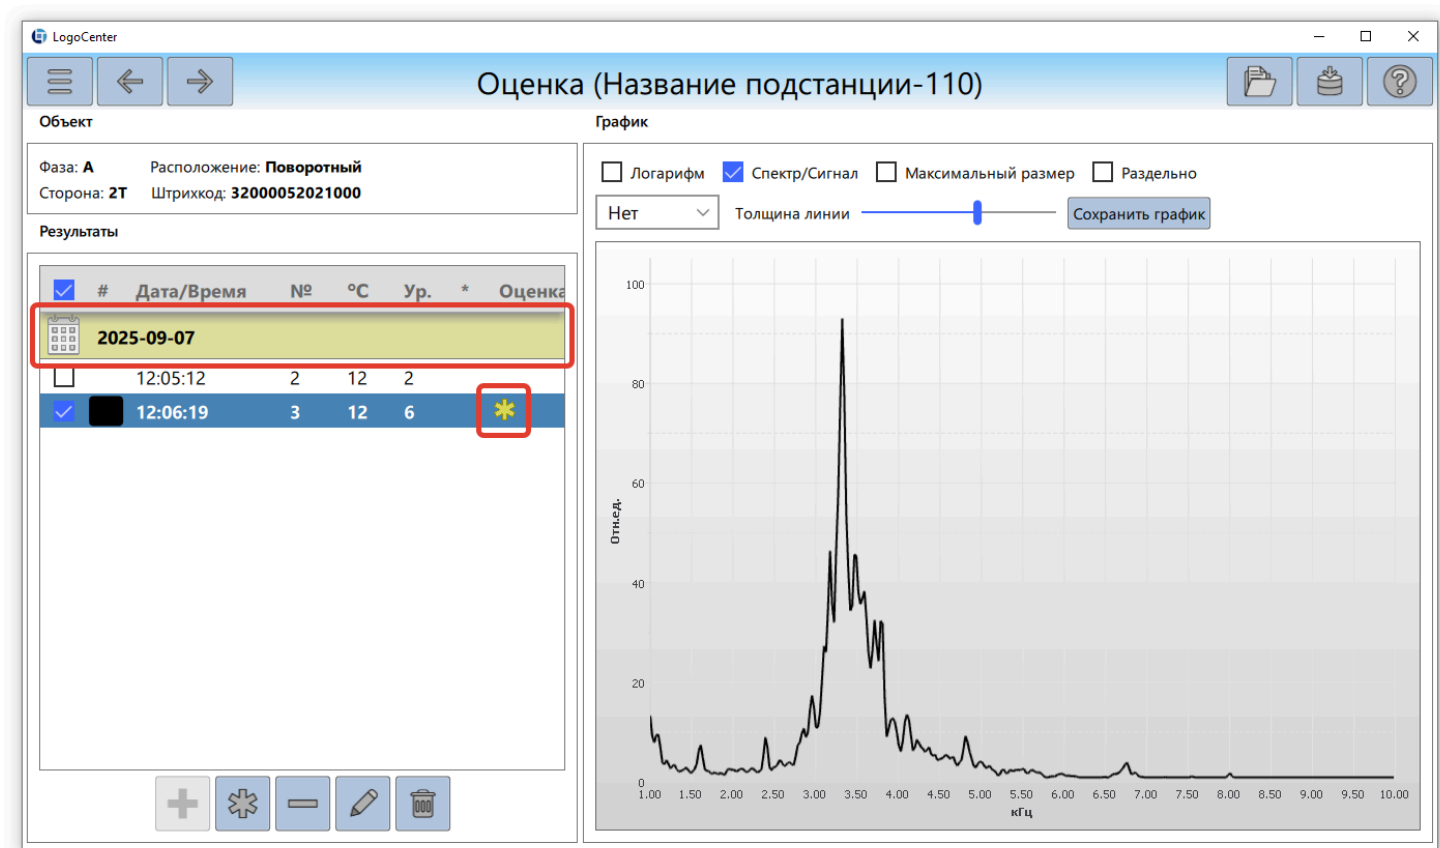 LogoCenter
Оценка (Название подстанции-110)
Объект
Фаза: А Расположение: Поворотный
Сторона: 2Т Штрихкод: 32000052021000
Результаты
# Дата/Время № °C Ур. * Оценка
2025-09-07
12:05:12 2 12 2
12:06:19 3 12 6
График
Логарифм Спектр/Сигнал Максимальный размер Раздельно
Нет Толщина линии Сохранить график
100
80
60
40
20
0
Отн.ед.
1.00 1.50 2.00 2.50 3.00 3.50 4.00 4.50 5.00 5.50 6.00 6.50 7.00 7.50 8.00 8.50 9.00 9.50 10.00
кГц